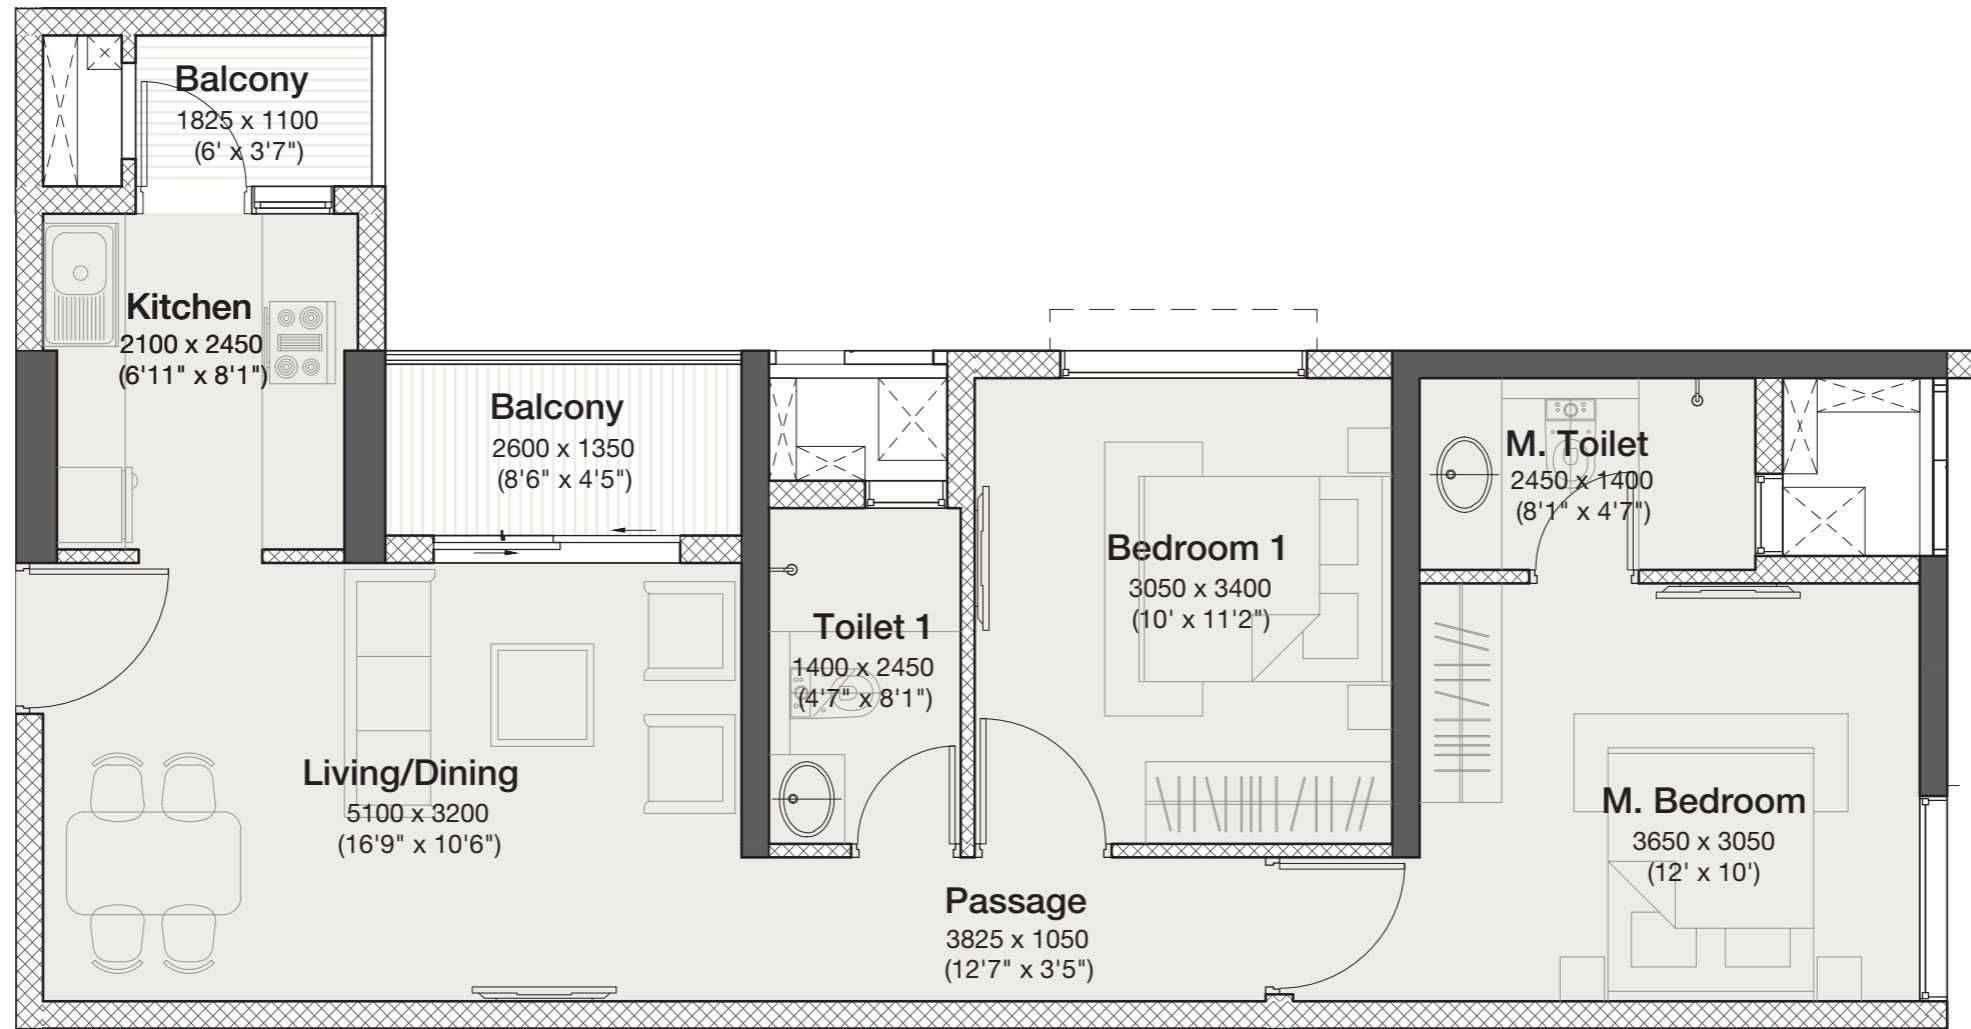 Balcony
1825 x 1100
(6' x 3'7")
Kitchen
2100 x 2450
(6'11" x 8'1")
Balcony
2600 x 1350
(8'6" x 4'5")
M. Toilet
2450 x 1400
(8'1" x 4'7")
Bedroom 1
3050 x 3400
(10' x 11'2")
Toilet 1
1400 x 2450
(4'7" x 8'1")
Living/Dining
5100 x 3200
(16'9" x 10'6")
M. Bedroom
3650 x 3050
(12' x 10')
Passage
3825 x 1050
(12'7" x 3'5")